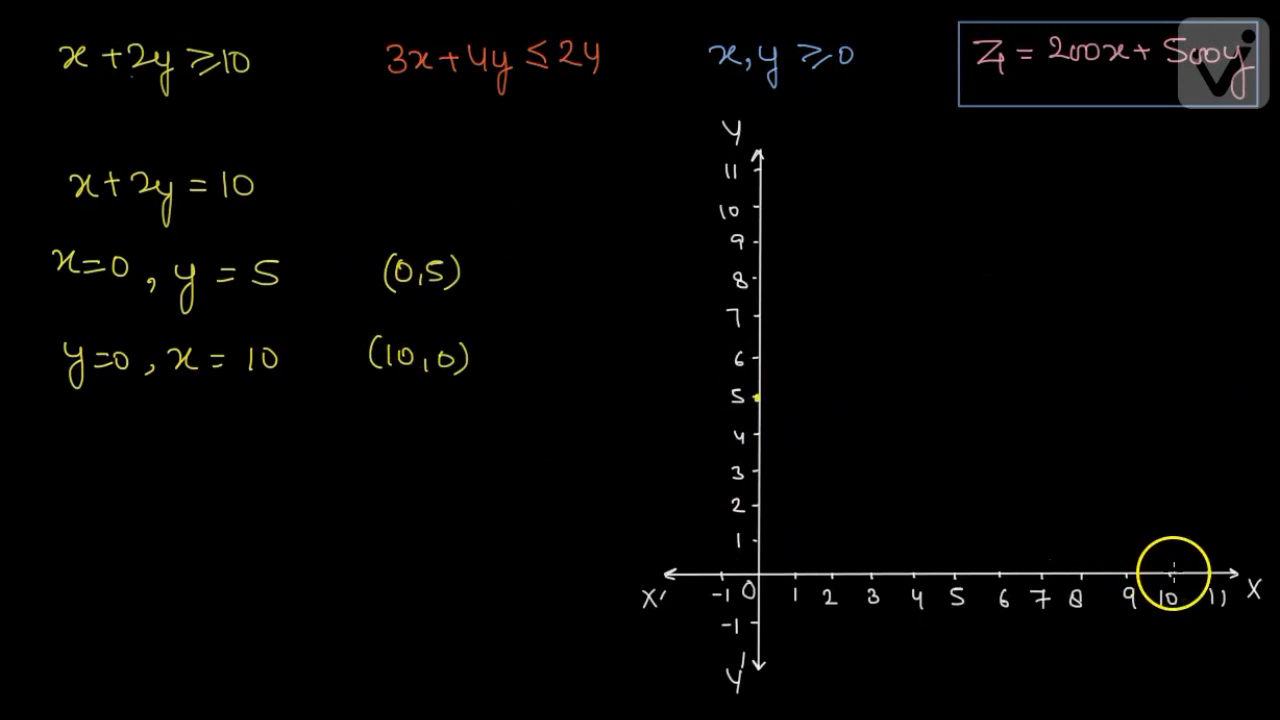 x + 2y ≥ 10 3x + 4y ≤ 24 x, y ≥ 0 Z = 200x + 500y
x + 2y = 10
x=0, y = 5 (0,5)
y=0, x = 10 (10,0)
Y
11
10
9
8
7
6
5
4
3
2
1
X' -1 0 1 2 3 4 5 6 7 8 9 10 11 X
-1
Y'